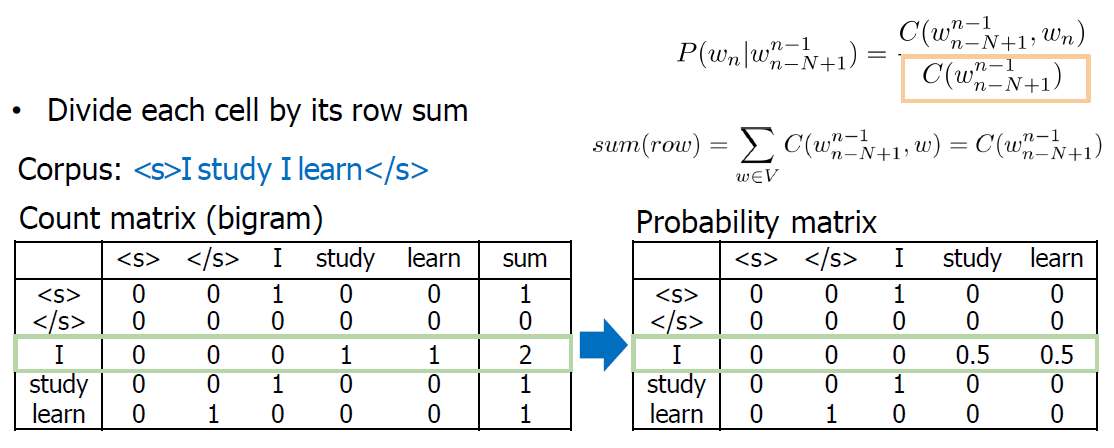 P(w_n|w_{n-N+1}^{n-1}) = C(w_{n-N+1}^{n-1}, w_n) / C(w_{n-N+1}^{n-1})
• Divide each cell by its row sum
sum(row) = \sum_{w∈V} C(w_{n-N+1}^{n-1}, w) = C(w_{n-N+1}^{n-1})
Corpus: <s>I study I learn</s>
Count matrix (bigram)
<s> </s> I study learn sum
<s> 0 0 1 0 0 1
</s> 0 0 0 0 0 0
I 0 0 0 1 1 2
study 0 0 1 0 0 1
learn 0 1 0 0 0 1
Probability matrix
<s> </s> I study learn
<s> 0 0 1 0 0
</s> 0 0 0 0 0
I 0 0 0 0.5 0.5
study 0 0 1 0 0
learn 0 1 0 0 0